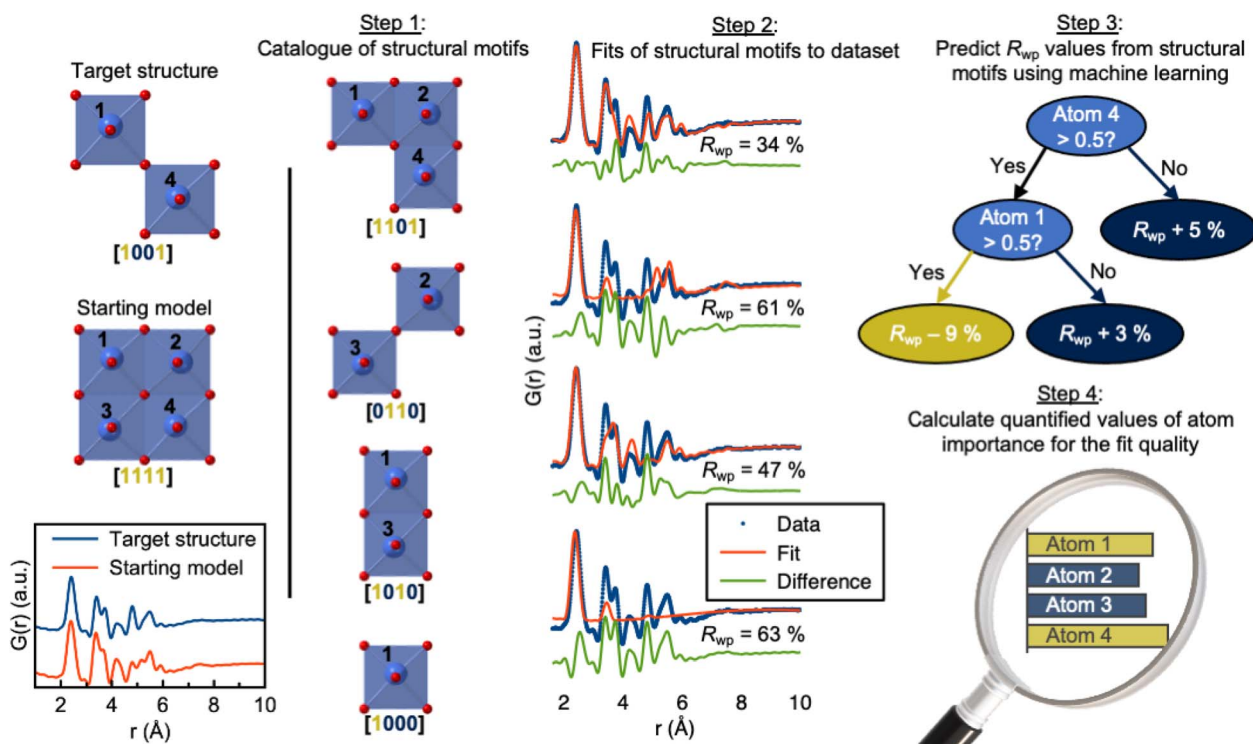 Target structure
1
4
[1001]
Starting model
1
2
3
4
[1111]
G(r) (a.u.)
Target structure
Starting model
2 4 6 8 10
r (Å)
Step 1:
Catalogue of structural motifs
1
2
4
[1101]
2
3
[0110]
1
3
[1010]
1
[1000]
Step 2:
Fits of structural motifs to dataset
G(r) (a.u.)
Rwp = 34 %
Rwp = 61 %
Rwp = 47 %
Data
Fit
Difference
Rwp = 63 %
2 4 6 8 10
r (Å)
Step 3:
Predict Rwp values from structural
motifs using machine learning
Atom 4
> 0.5?
Yes
No
Atom 1
> 0.5?
Rwp + 5 %
Yes
No
Rwp – 9 %
Rwp + 3 %
Step 4:
Calculate quantified values of atom
importance for the fit quality
Atom 1
Atom 2
Atom 3
Atom 4